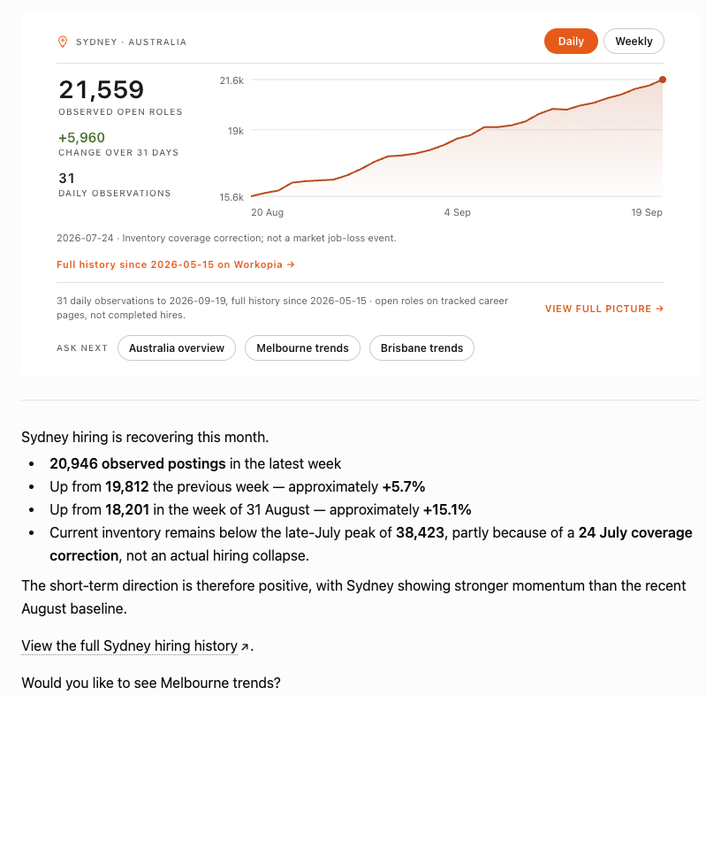 SYDNEY · AUSTRALIA
Daily
Weekly
21,559
OBSERVED OPEN ROLES
+5,960
CHANGE OVER 31 DAYS
31
DAILY OBSERVATIONS
21.6k
19k
15.6k
20 Aug
4 Sep
19 Sep
2026-07-24 · Inventory coverage correction; not a market job-loss event.
Full history since 2026-05-15 on Workopia →
31 daily observations to 2026-09-19, full history since 2026-05-15 · open roles on tracked career
pages, not completed hires.
VIEW FULL PICTURE →
ASK NEXT
Australia overview
Melbourne trends
Brisbane trends
Sydney hiring is recovering this month.
• 20,946 observed postings in the latest week
• Up from 19,812 the previous week — approximately +5.7%
• Up from 18,201 in the week of 31 August — approximately +15.1%
• Current inventory remains below the late-July peak of 38,423, partly because of a 24 July coverage
correction, not an actual hiring collapse.
The short-term direction is therefore positive, with Sydney showing stronger momentum than the recent
August baseline.
View the full Sydney hiring history ↗.
Would you like to see Melbourne trends?